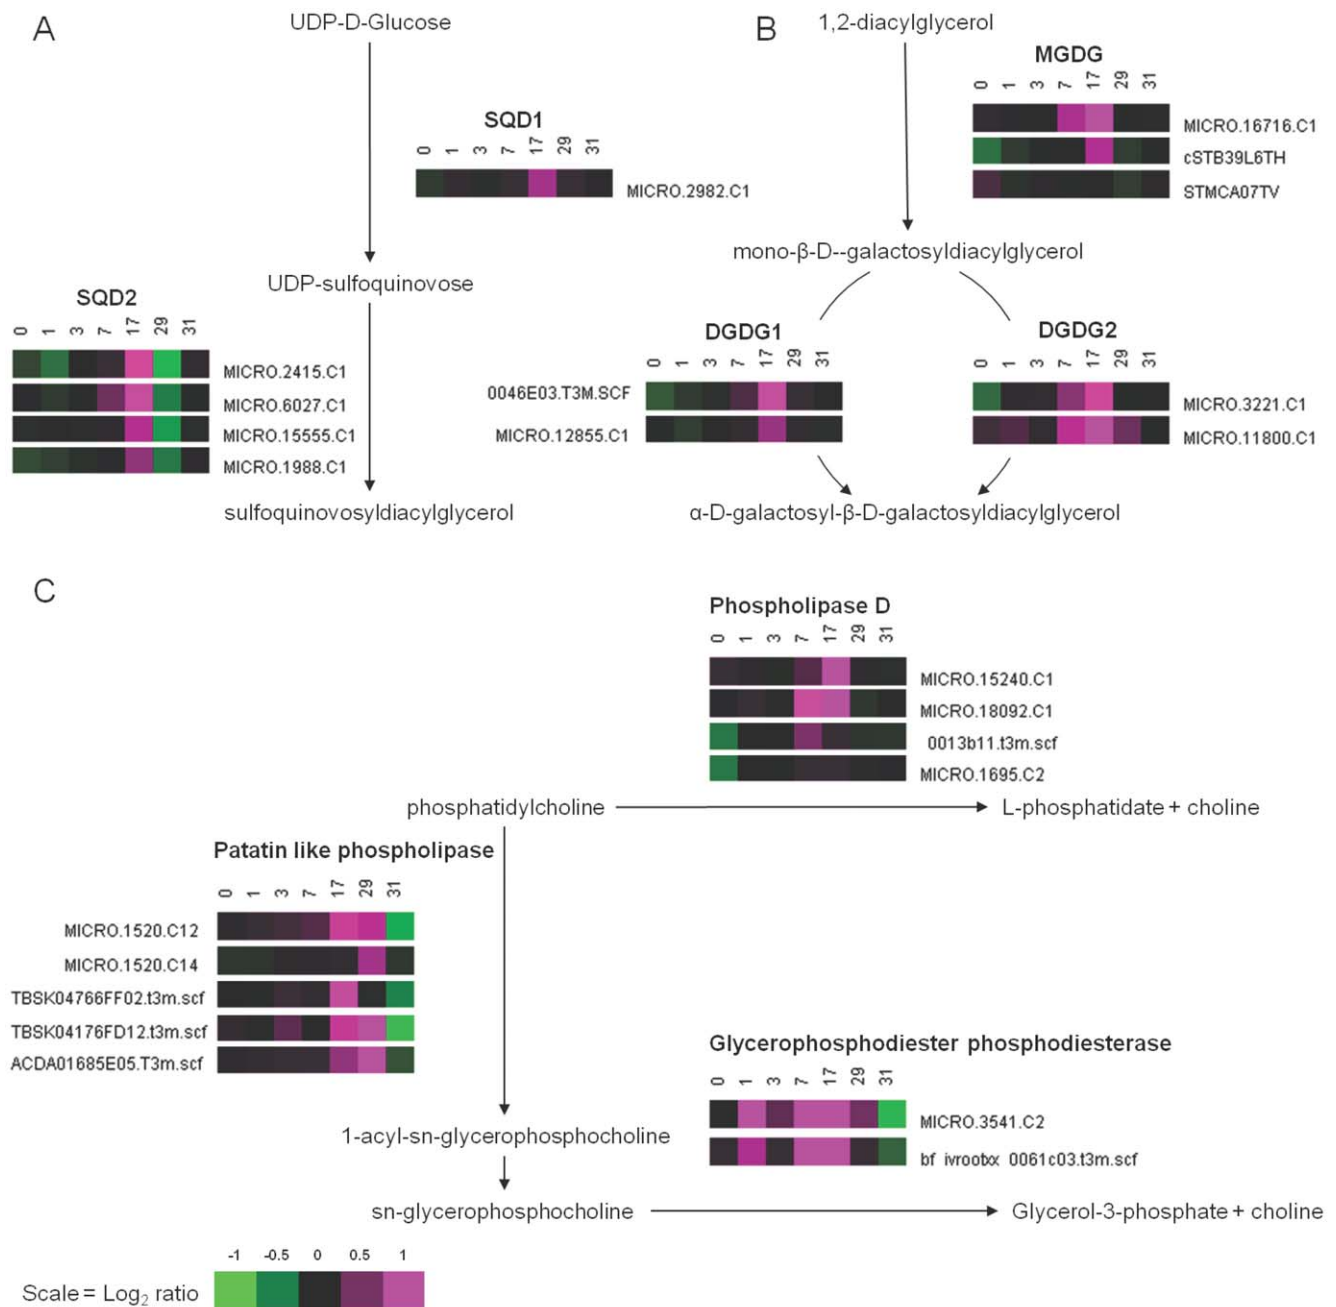 A
UDP-D-Glucose
SQD1
0 1 3 7 17 29 31
MICRO.2982.C1
UDP-sulfoquinovose
SQD2
0 1 3 7 17 29 31
MICRO.2415.C1
MICRO.6027.C1
MICRO.15555.C1
MICRO.1988.C1
sulfoquinovosyldiacylglycerol
B
1,2-diacylglycerol
MGDG
0 1 3 7 17 29 31
MICRO.16716.C1
cSTB39L6TH
STMCA07TV
mono-β-D--galactosyldiacylglycerol
DGDG1
0 1 3 7 17 29 31
0046E03.T3M.SCF
MICRO.12855.C1
DGDG2
0 1 3 7 17 29 31
MICRO.3221.C1
MICRO.11800.C1
α-D-galactosyl-β-D-galactosyldiacylglycerol
C
Phospholipase D
0 1 3 7 17 29 31
MICRO.15240.C1
MICRO.18092.C1
0013b11.t3m.scf
MICRO.1695.C2
phosphatidylcholine
L-phosphatidate + choline
Patatin like phospholipase
0 1 3 7 17 29 31
MICRO.1520.C12
MICRO.1520.C14
TBSK04766FF02.t3m.scf
TBSK04176FD12.t3m.scf
ACDA01685E05.T3m.scf
Glycerophosphodiester phosphodiesterase
0 1 3 7 17 29 31
MICRO.3541.C2
bf_ivrootxx_0061c03.t3m.scf
1-acyl-sn-glycerophosphocholine
sn-glycerophosphocholine
Glycerol-3-phosphate + choline
-1 -0.5 0 0.5 1
Scale = Log₂ ratio